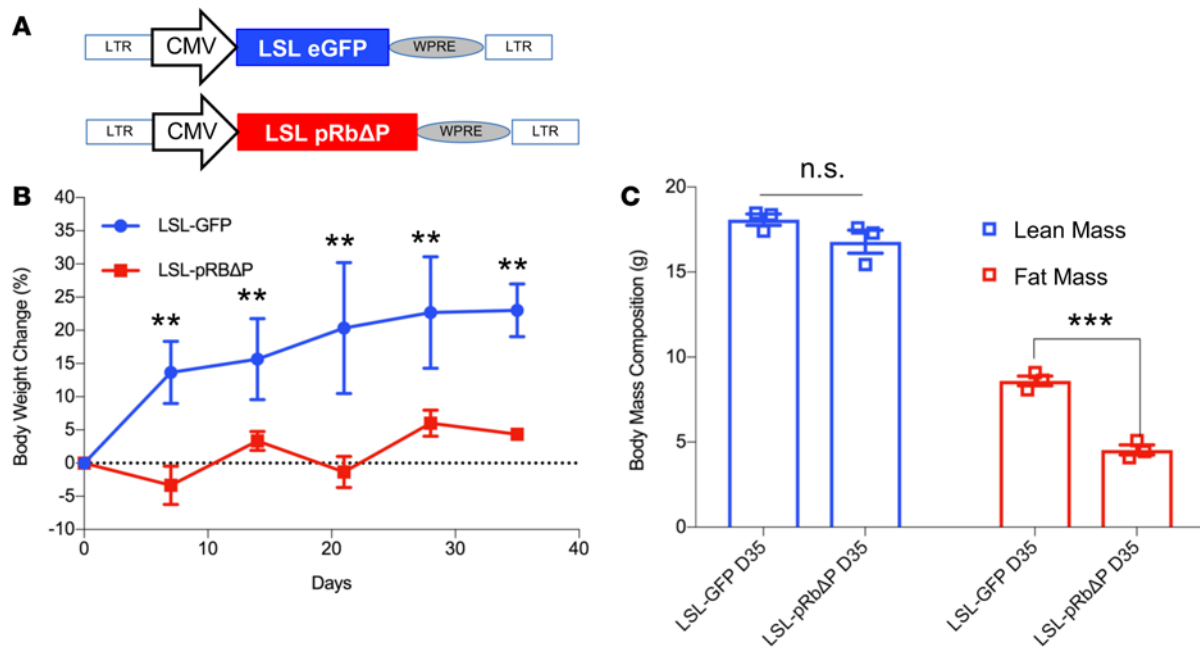 A
LTR CMV LSL eGFP WPRE LTR
LTR CMV LSL pRbΔP WPRE LTR
B
Body Weight Change (%)
40
35
30
25
20
15
10
5
0
-5
-10
LSL-GFP
LSL-pRBΔP
** ** ** ** **
0 10 20 30 40
Days
C
Body Mass Composition (g)
20
15
10
5
0
n.s.
Lean Mass
Fat Mass
***
LSL-GFP D35
LSL-pRbΔP D35
LSL-GFP D35
LSL-pRbΔP D35